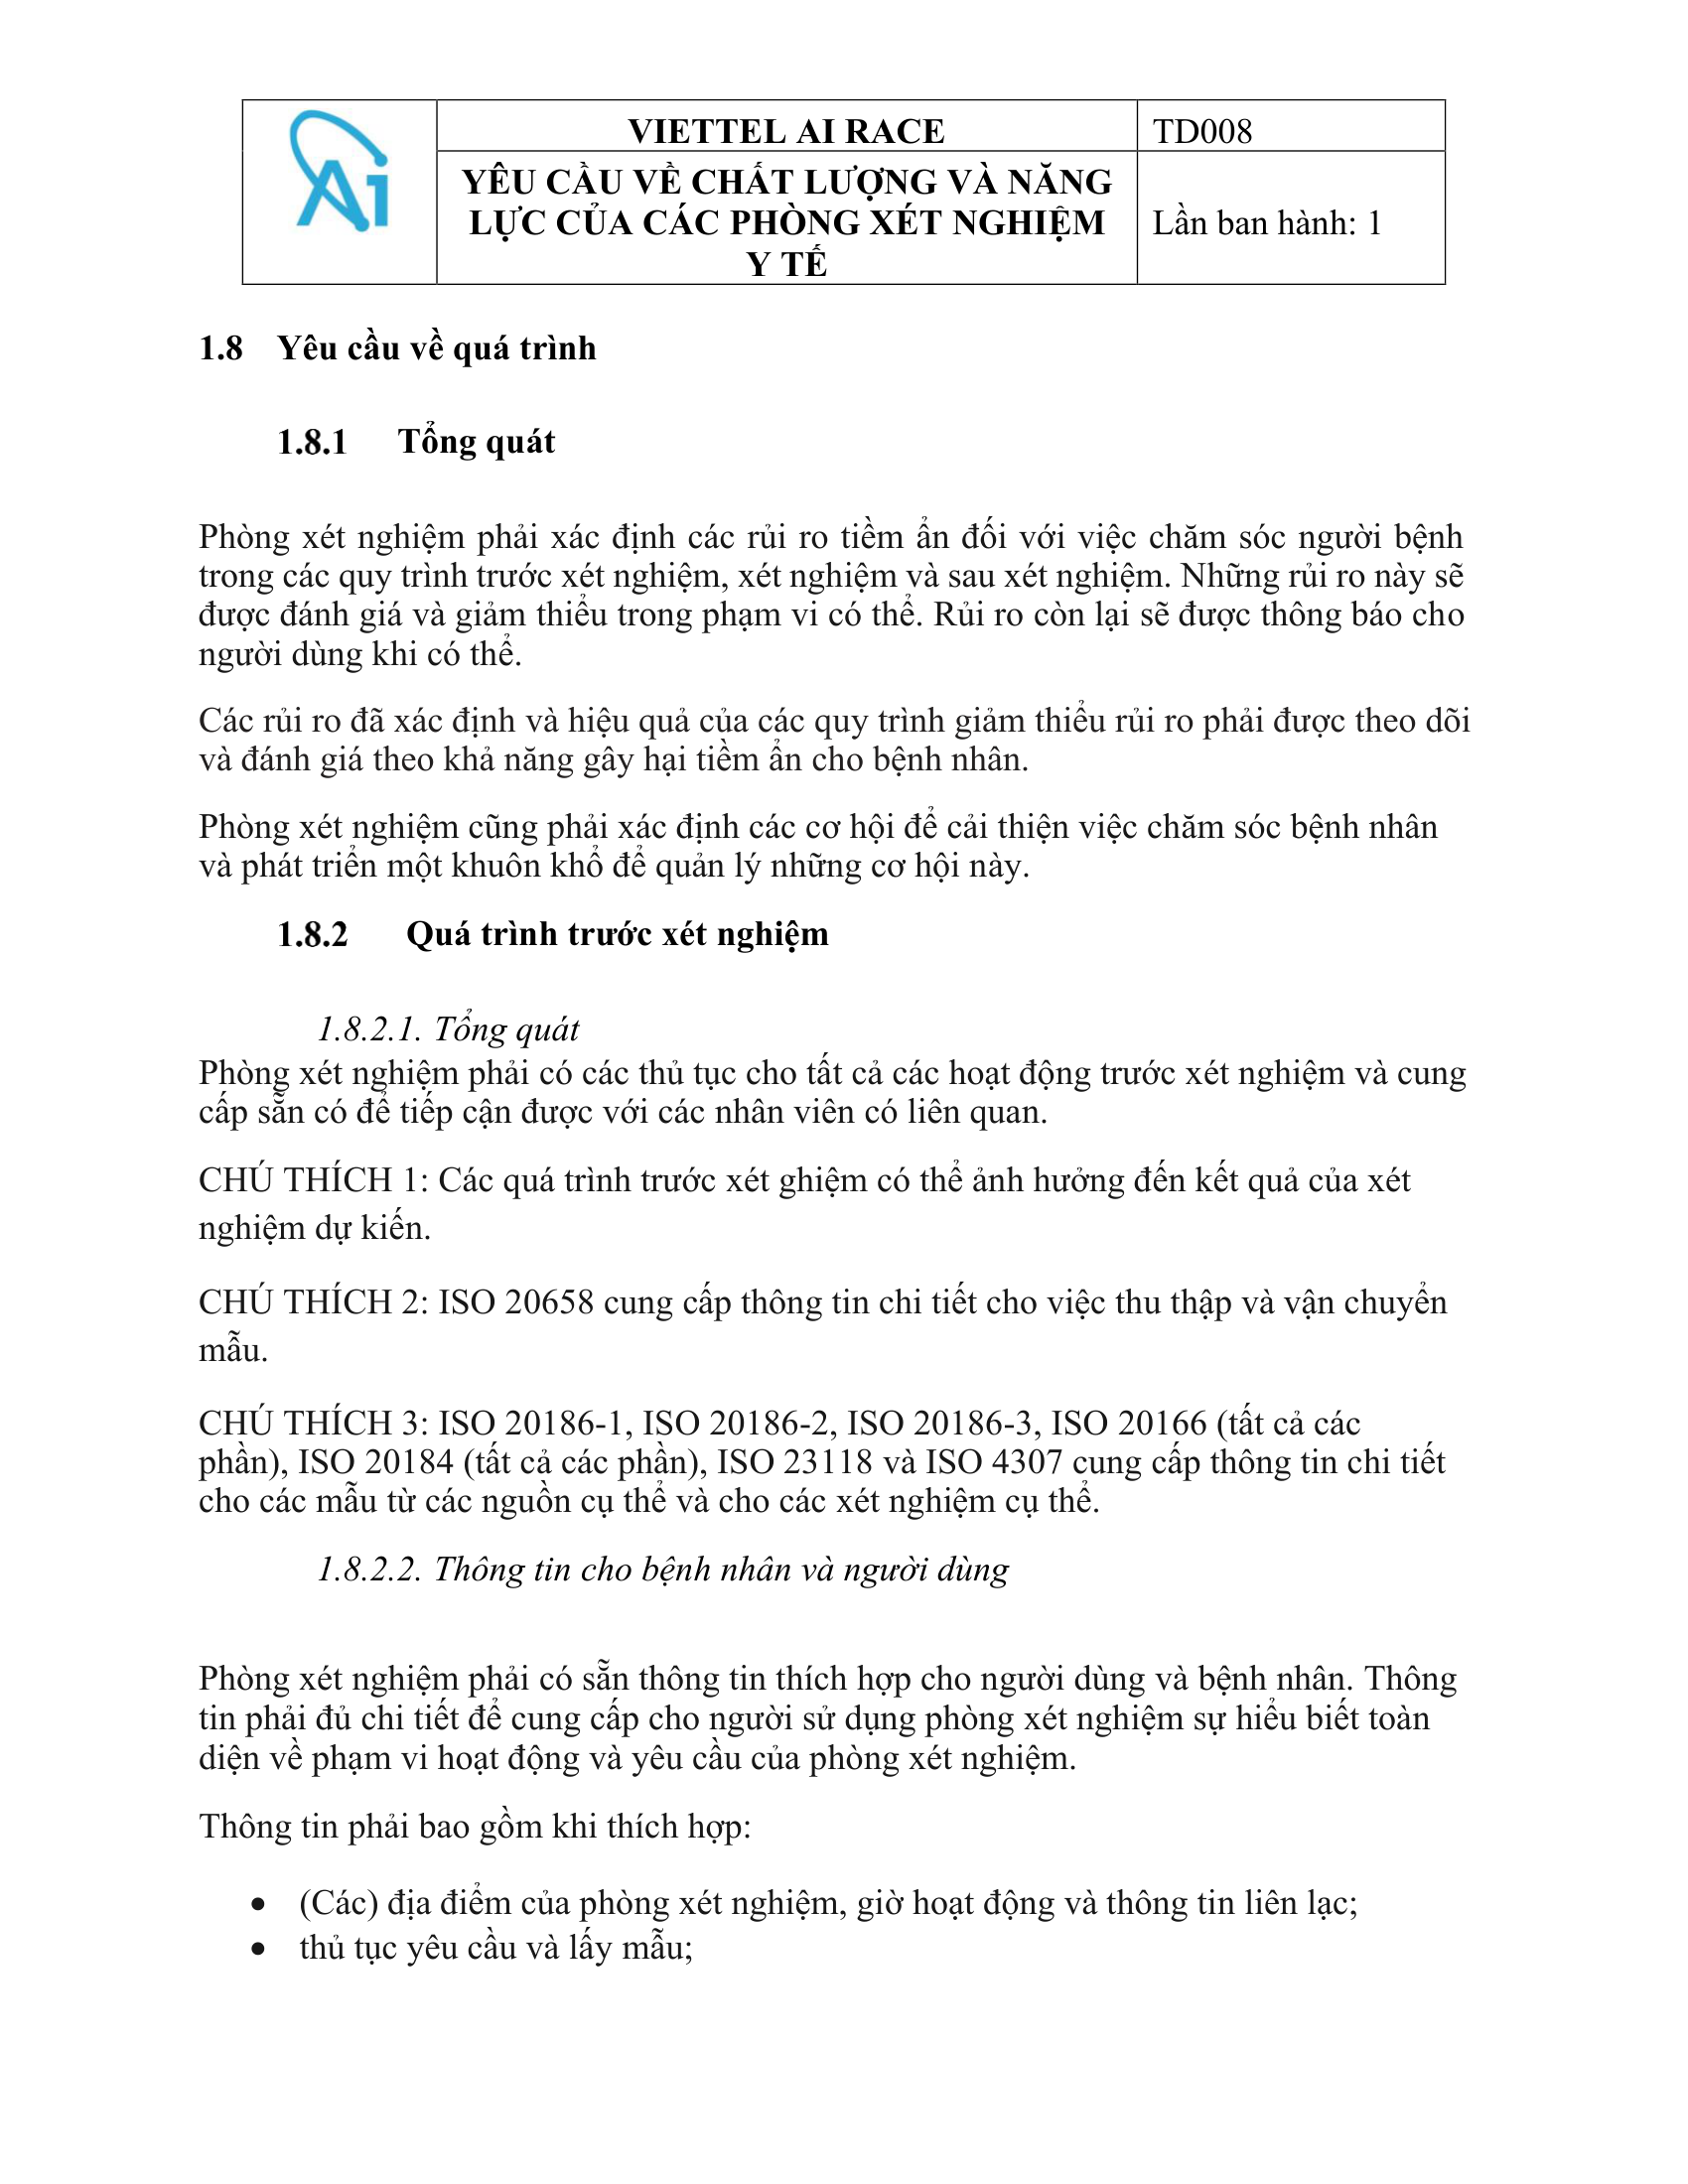 Ai
VIETTEL AI RACE
TD008
YÊU CẦU VỀ CHẤT LƯỢNG VÀ NĂNG
LỰC CỦA CÁC PHÒNG XÉT NGHIỆM
Y TẾ
Lần ban hành: 1
1.8 Yêu cầu về quá trình
1.8.1 Tổng quát
Phòng xét nghiệm phải xác định các rủi ro tiềm ẩn đối với việc chăm sóc người bệnh
trong các quy trình trước xét nghiệm, xét nghiệm và sau xét nghiệm. Những rủi ro này sẽ
được đánh giá và giảm thiểu trong phạm vi có thể. Rủi ro còn lại sẽ được thông báo cho
người dùng khi có thể.
Các rủi ro đã xác định và hiệu quả của các quy trình giảm thiểu rủi ro phải được theo dõi
và đánh giá theo khả năng gây hại tiềm ẩn cho bệnh nhân.
Phòng xét nghiệm cũng phải xác định các cơ hội để cải thiện việc chăm sóc bệnh nhân
và phát triển một khuôn khổ để quản lý những cơ hội này.
1.8.2 Quá trình trước xét nghiệm
1.8.2.1. Tổng quát
Phòng xét nghiệm phải có các thủ tục cho tất cả các hoạt động trước xét nghiệm và cung
cấp sẵn có để tiếp cận được với các nhân viên có liên quan.
CHÚ THÍCH 1: Các quá trình trước xét ghiệm có thể ảnh hưởng đến kết quả của xét
nghiệm dự kiến.
CHÚ THÍCH 2: ISO 20658 cung cấp thông tin chi tiết cho việc thu thập và vận chuyển
mẫu.
CHÚ THÍCH 3: ISO 20186-1, ISO 20186-2, ISO 20186-3, ISO 20166 (tất cả các
phần), ISO 20184 (tất cả các phần), ISO 23118 và ISO 4307 cung cấp thông tin chi tiết
cho các mẫu từ các nguồn cụ thể và cho các xét nghiệm cụ thể.
1.8.2.2. Thông tin cho bệnh nhân và người dùng
Phòng xét nghiệm phải có sẵn thông tin thích hợp cho người dùng và bệnh nhân. Thông
tin phải đủ chi tiết để cung cấp cho người sử dụng phòng xét nghiệm sự hiểu biết toàn
diện về phạm vi hoạt động và yêu cầu của phòng xét nghiệm.
Thông tin phải bao gồm khi thích hợp:
• (Các) địa điểm của phòng xét nghiệm, giờ hoạt động và thông tin liên lạc;
• thủ tục yêu cầu và lấy mẫu;